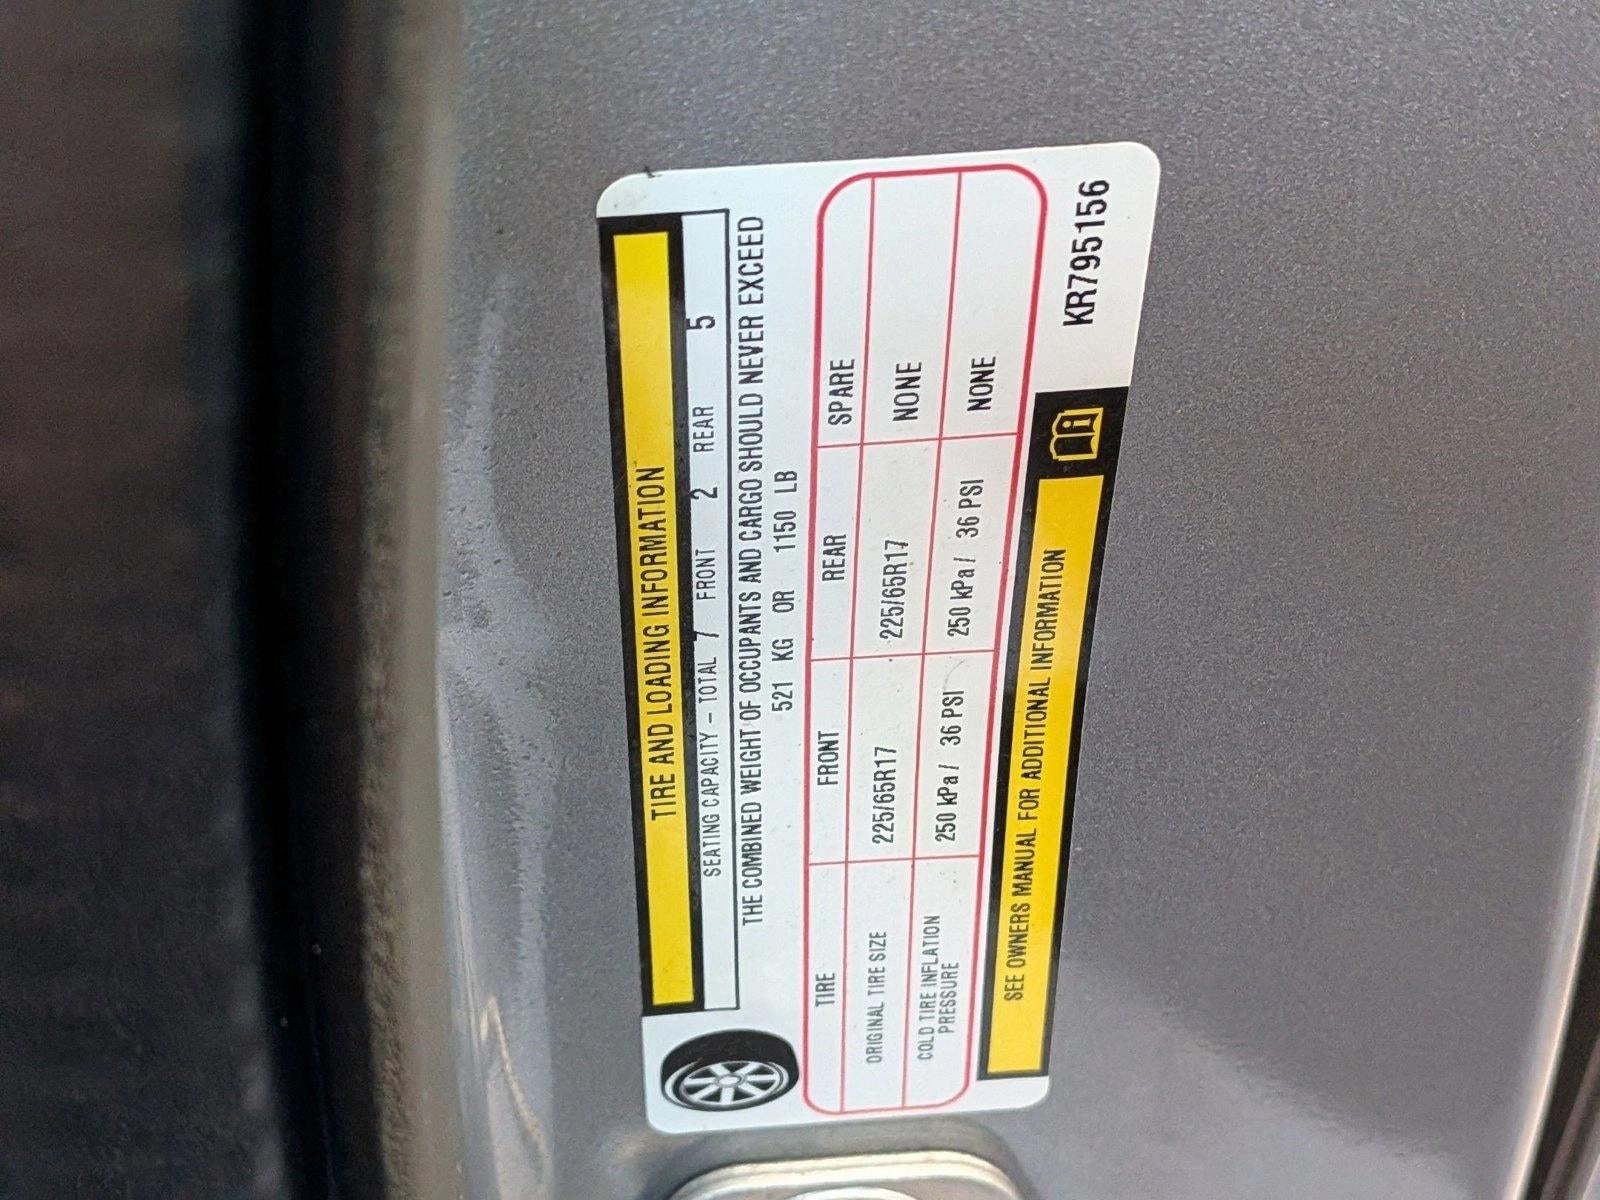 TIRE AND LOADING INFORMATION
SEATING CAPACITY – TOTAL 7 FRONT 2 REAR 5
THE COMBINED WEIGHT OF OCCUPANTS AND CARGO SHOULD NEVER EXCEED
521 KG OR 1150 LB
TIRE FRONT REAR SPARE
ORIGINAL TIRE SIZE 225/65R17 225/65R17 NONE
COLD TIRE INFLATION
PRESSURE 250 kPa / 36 PSI 250 kPa / 36 PSI NONE
SEE OWNERS MANUAL FOR ADDITIONAL INFORMATION
KR795156